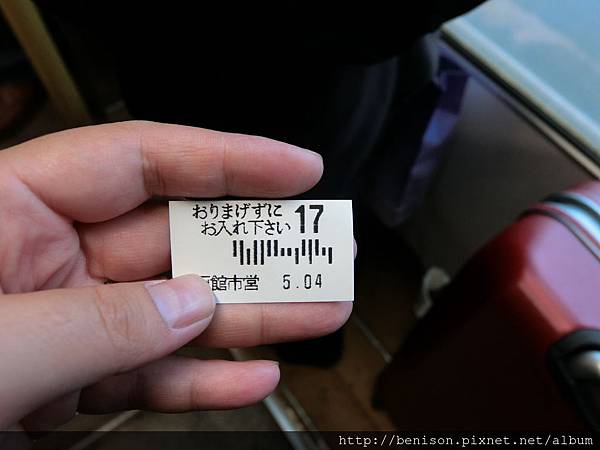 おりまげずに 17
お入れ下さい
館市営 5.04
http://benison.pixnet.net/album